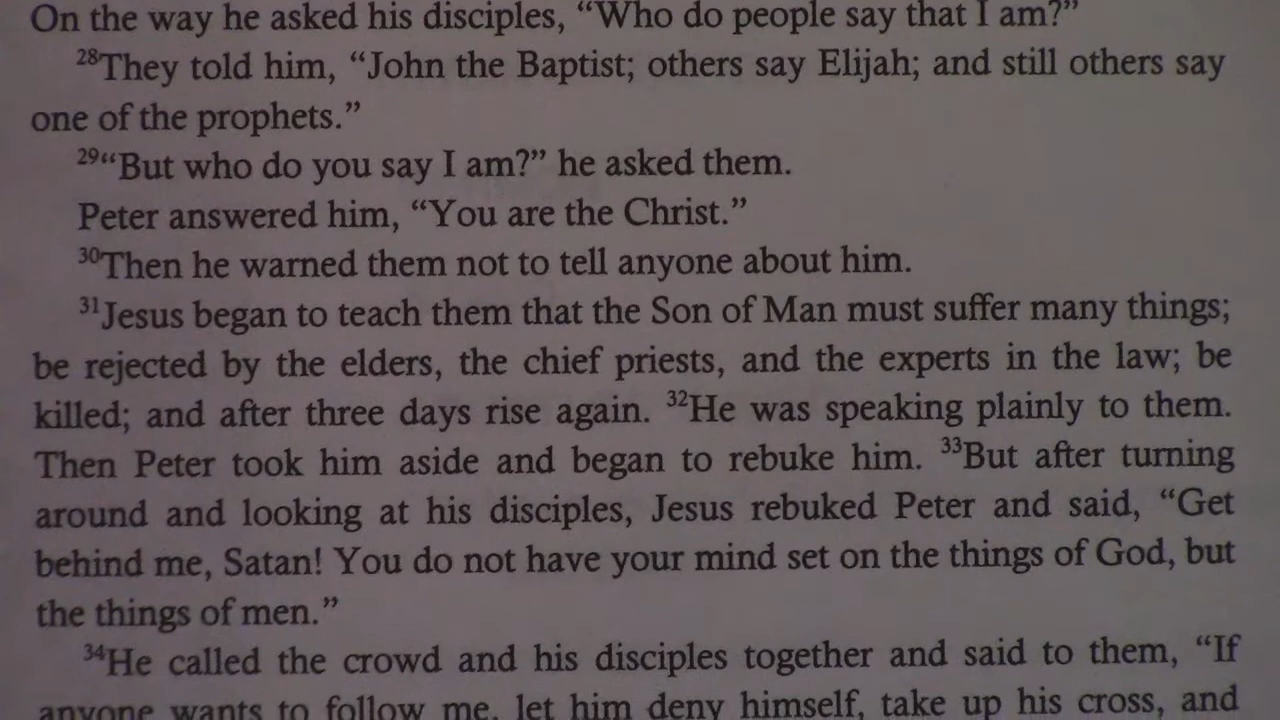 On the way he asked his disciples, “Who do people say that I am?”
²⁸They told him, “John the Baptist; others say Elijah; and still others say
one of the prophets.”
²⁹“But who do you say I am?” he asked them.
Peter answered him, “You are the Christ.”
³⁰Then he warned them not to tell anyone about him.
³¹Jesus began to teach them that the Son of Man must suffer many things;
be rejected by the elders, the chief priests, and the experts in the law; be
killed; and after three days rise again. ³²He was speaking plainly to them.
Then Peter took him aside and began to rebuke him. ³³But after turning
around and looking at his disciples, Jesus rebuked Peter and said, “Get
behind me, Satan! You do not have your mind set on the things of God, but
the things of men.”
³⁴He called the crowd and his disciples together and said to them, “If
anyone wants to follow me, let him deny himself, take up his cross, and